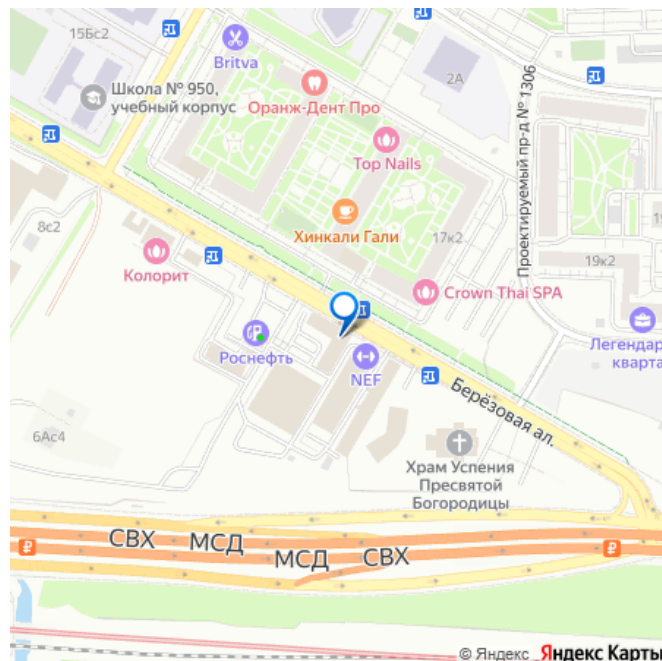 15Бс2
Britva
2А
Школа № 950,
учебный корпус
Оранж-Дент Про
Проектируемый пр-д № 1306
Top Nails
Хинкали Гали
17к2
8с2
Колорит
19к2
Crown Thai SPA
Роснефть
NEF
Легендар
кварта
Берёзовая ал.
6Ас4
Храм Успения
Пресвятой
Богородицы
СВХ МСД
МСД СВХ
© Яндекс Яндекс Карты